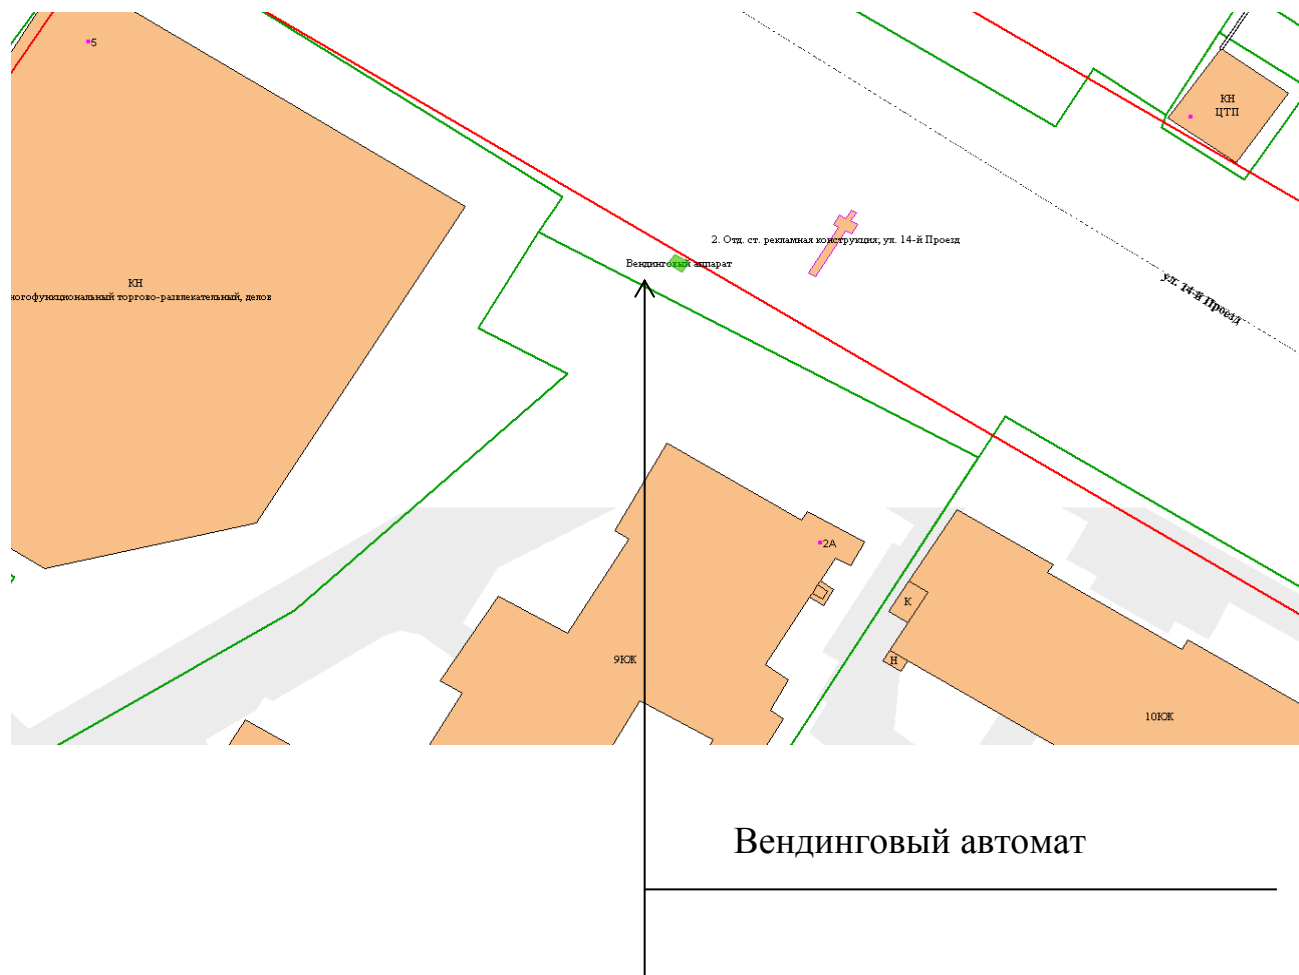 5
КН
ЦТП
2. Отд. ст. рекламная конструкция; ул. 14-й Проезд
Вендинговый аппарат
КН
ногофункциональный торгово-развлекательный, делов
ул. 14-й Проезд
2А
К
9КЖ
Н
10КЖ
Вендинговый автомат